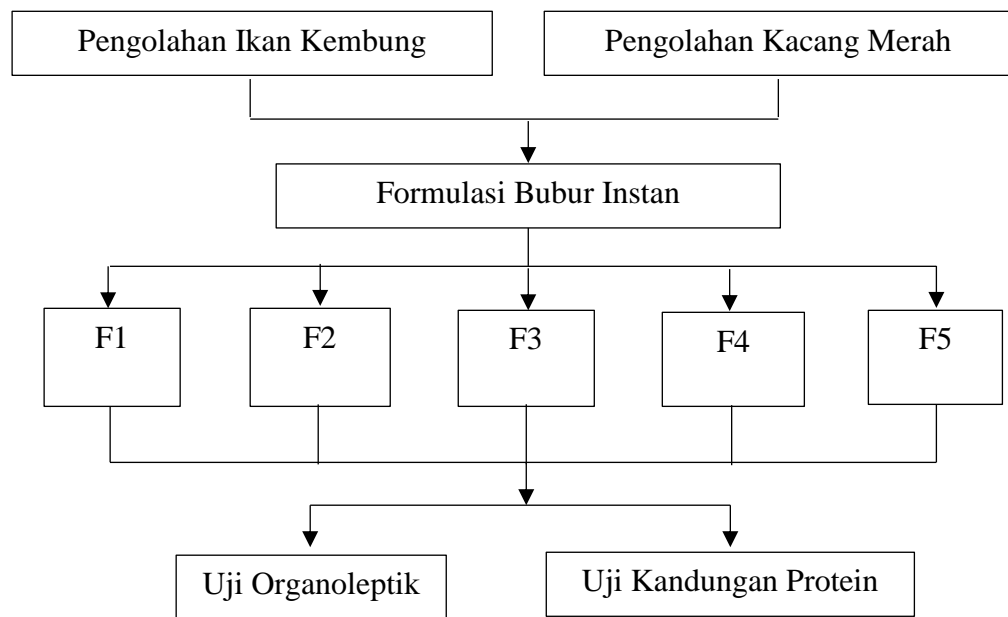 Pengolahan Ikan Kembung
Pengolahan Kacang Merah
Formulasi Bubur Instan
F1
F2
F3
F4
F5
Uji Organoleptik
Uji Kandungan Protein